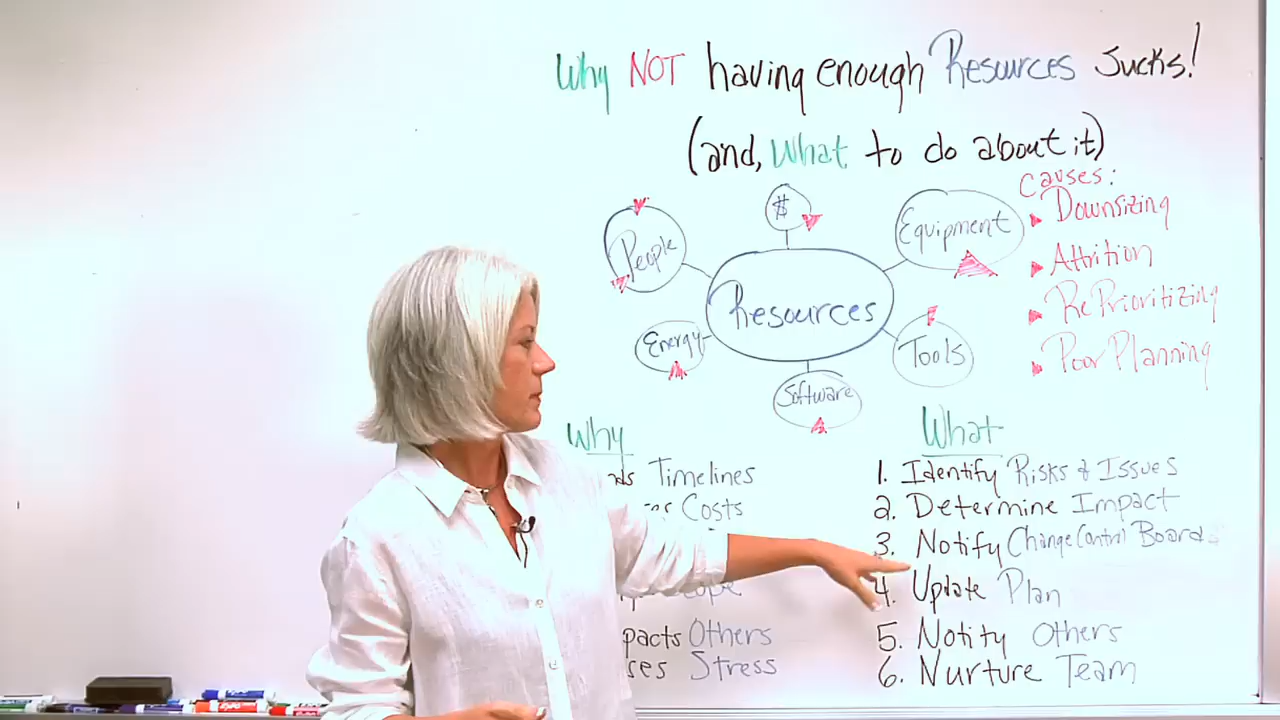 Why NOT having enough Resources Sucks!
(and, What to do about it)
Causes:
Downsizing
Attrition
RePrioritizing
Poor Planning
People
$
Equipment
Resources
Energy
Tools
Software
Why
Timelines
Costs
Others
Stress
What
1. Identify Risks & Issues
2. Determine Impact
3. Notify Change Control Board
4. Update Plan
5. Notify Others
6. Nurture Team